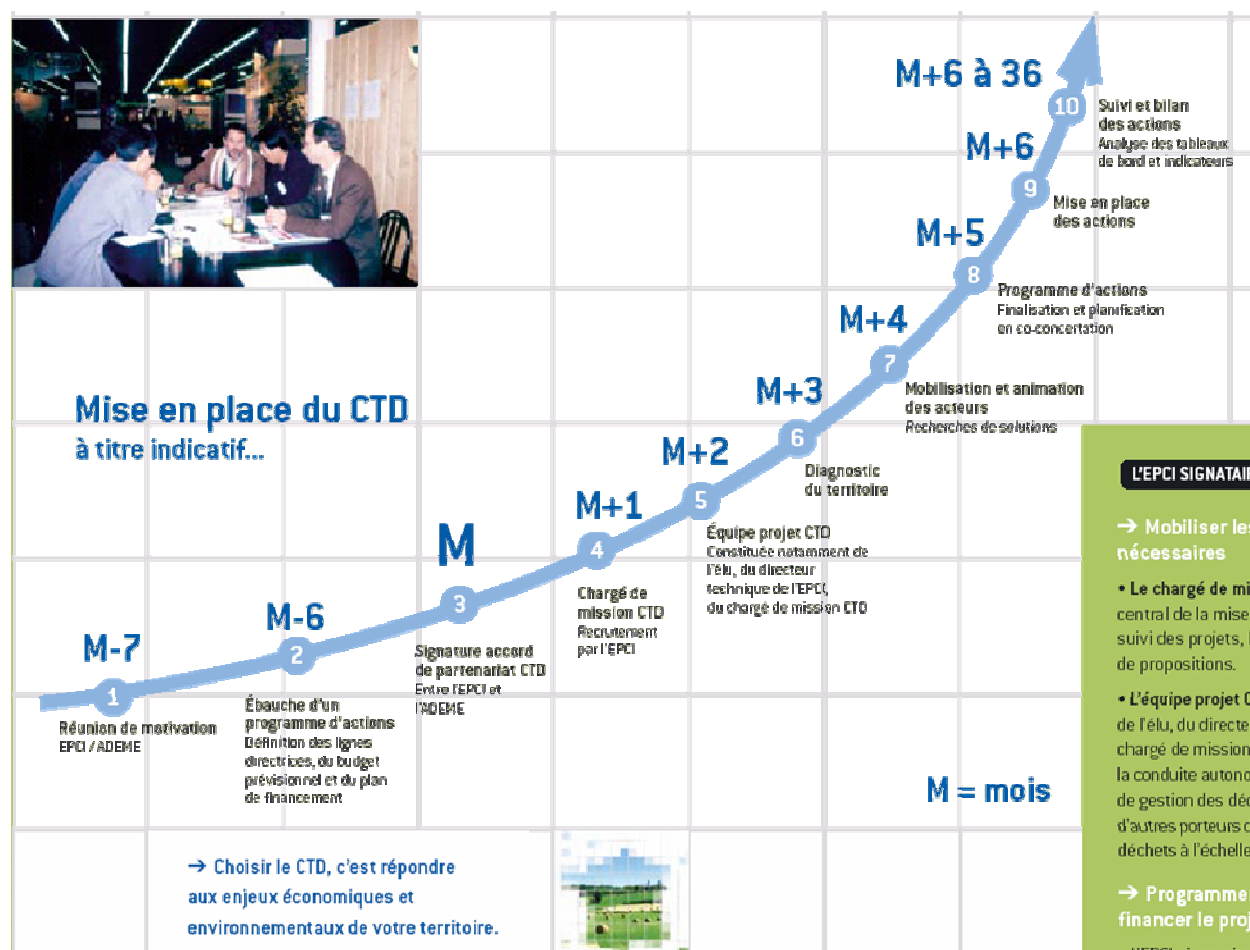 Mise en place du CTD
à titre indicatif...
M-7
1
Réunion de motivation
EPCI / ADEME
M-6
2
Ébauche d'un
programme d'actions
Définition des lignes
directrices, du budget
prévisionnel et du plan
de financement
M
3
Signature accord
de partenariat CTD
Entre l'EPCI et
l'ADEME
M+1
4
Chargé de
mission CTD
Recrutement
par l'EPCI
M+2
5
Équipe projet CTD
Constituée notamment de
l'élu, du directeur
technique de l'EPCI,
du chargé de mission CTD
M+3
6
Diagnostic
du territoire
M+4
7
Mobilisation et animation
des acteurs
Recherches de solutions
M+5
8
Programme d'actions
Finalisation et planification
en co-concertation
M+6
9
Mise en place
des actions
M+6 à 36
10
Suivi et bilan
des actions
Analyse des tableaux
de bord et indicateurs
M = mois
→ Choisir le CTD, c'est répondre
aux enjeux économiques et
environnementaux de votre territoire.
L'EPCI SIGNATAI
→ Mobiliser les
nécessaires
• Le chargé de mi
central de la mise
suivi des projets,
de propositions.
• L'équipe projet
de l'élu, du directe
chargé de mission
la conduite autono
de gestion des déc
d'autres porteurs
déchets à l'échelle
→ Programme
financer le proj